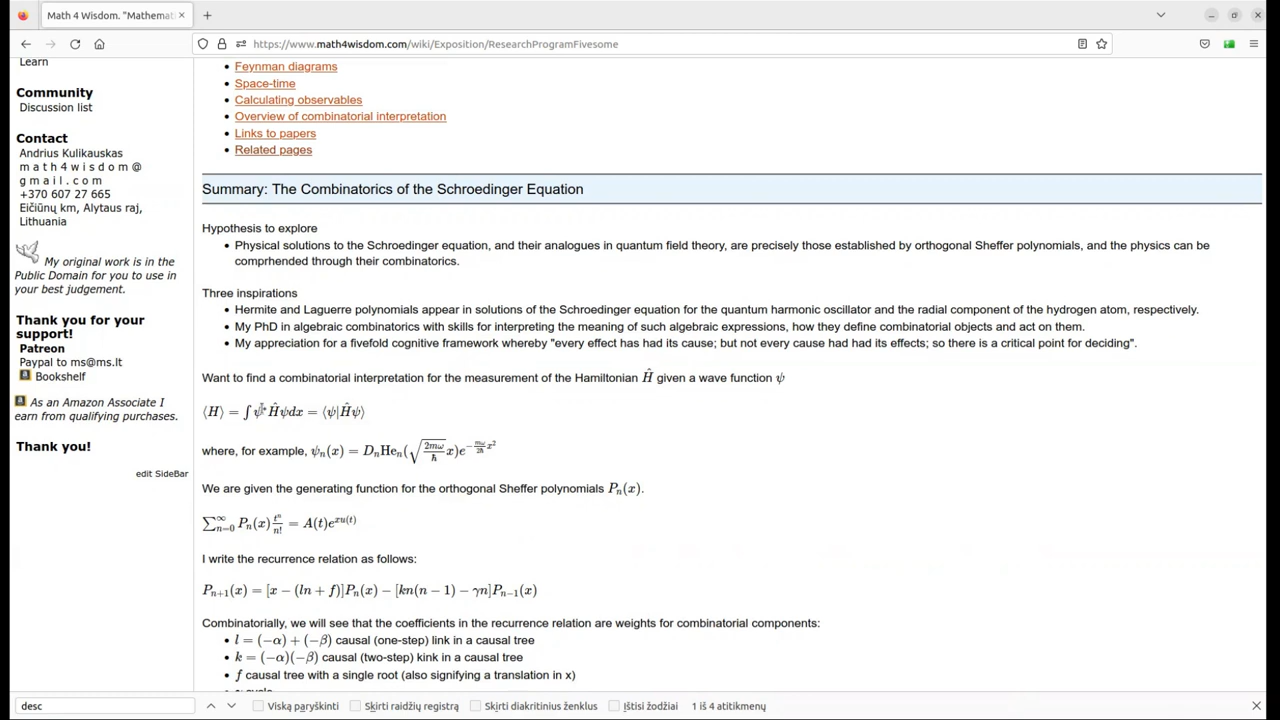 Math 4 Wisdom. "Mathemat
https://www.math4wisdom.com/wiki/Exposition/ResearchProgramFivesome
Learn
Community
Discussion list
Contact
Andrius Kulikauskas
m a t h 4 w i s d o m @
g m a i l . c o m
+370 607 27 665
Eičiūnų km, Alytaus raj,
Lithuania
My original work is in the
Public Domain for you to use in
your best judgement.
Thank you for your
support!
Patreon
Paypal to ms@ms.lt
Bookshelf
As an Amazon Associate I
earn from qualifying purchases.
Thank you!
edit SideBar
• Feynman diagrams
• Space-time
• Calculating observables
• Overview of combinatorial interpretation
• Links to papers
• Related pages
Summary: The Combinatorics of the Schroedinger Equation
Hypothesis to explore
• Physical solutions to the Schroedinger equation, and their analogues in quantum field theory, are precisely those established by orthogonal Sheffer polynomials, and the physics can be
comprhended through their combinatorics.
Three inspirations
• Hermite and Laguerre polynomials appear in solutions of the Schroedinger equation for the quantum harmonic oscillator and the radial component of the hydrogen atom, respectively.
• My PhD in algebraic combinatorics with skills for interpreting the meaning of such algebraic expressions, how they define combinatorial objects and act on them.
• My appreciation for a fivefold cognitive framework whereby "every effect has had its cause; but not every cause had had its effects; so there is a critical point for deciding".
Want to find a combinatorial interpretation for the measurement of the Hamiltonian Ĥ given a wave function ψ
⟨H⟩ = ∫ ψ*Ĥψdx = ⟨ψ|Ĥψ⟩
where, for example, ψₙ(x) = DₙHeₙ(√(2mω/ħ) x)e^(−(mω/2ħ)x²)
We are given the generating function for the orthogonal Sheffer polynomials Pₙ(x).
∑_{n=0}^{∞} Pₙ(x) tⁿ/n! = A(t)e^{xu(t)}
I write the recurrence relation as follows:
Pₙ₊₁(x) = [x − (ln + f)]Pₙ(x) − [kn(n − 1) − γn]Pₙ₋₁(x)
Combinatorially, we will see that the coefficients in the recurrence relation are weights for combinatorial components:
• l = (−α) + (−β) causal (one-step) link in a causal tree
• k = (−α)(−β) causal (two-step) kink in a causal tree
• f causal tree with a single root (also signifying a translation in x)
desc
Viską paryškinti
Skirti raidžių registrą
Skirti diakritinius ženklus
Ištisi žodžiai
1 iš 4 atitikmenų